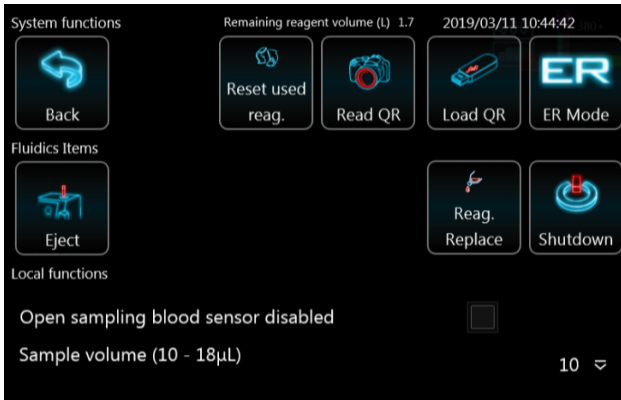 System functions
Remaining reagent volume (L) 1.7
2019/03/11 10:44:42
Back
Reset used
reag.
Read QR
Load QR
ER
ER Mode
Fluidics Items
Eject
Reag.
Replace
Shutdown
Local functions
Open sampling blood sensor disabled
Sample volume (10 - 18µL)
10